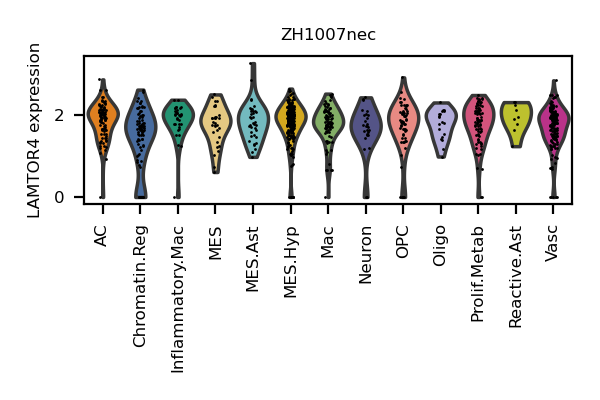 ZH1007nec
LAMTOR4 expression
2
0
AC
Chromatin.Reg
Inflammatory.Mac
MES
MES.Ast
MES.Hyp
Mac
Neuron
OPC
Oligo
Prolif.Metab
Reactive.Ast
Vasc